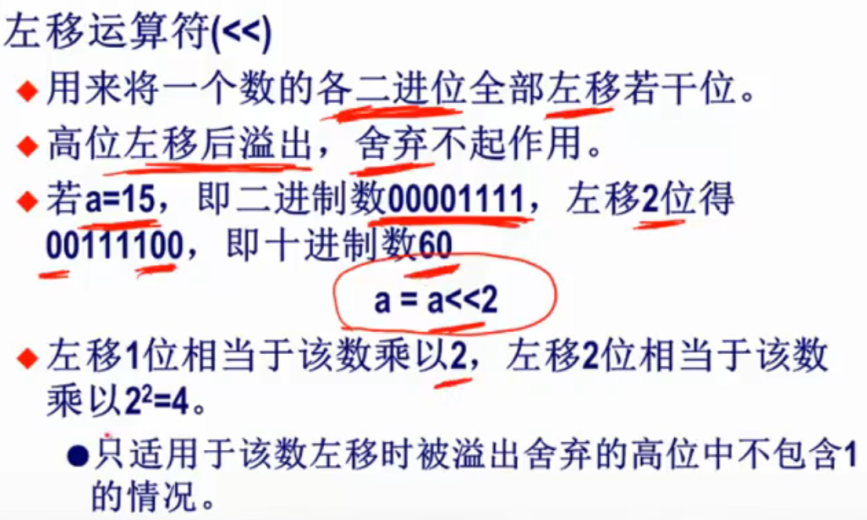 左移运算符(<<)
◆用来将一个数的各二进位全部左移若干位。
◆高位左移后溢出，舍弃不起作用。
◆若a=15，即二进制数00001111，左移2位得
00111100，即十进制数60
a = a<<2
◆左移1位相当于该数乘以2，左移2位相当于该数
乘以2²=4。
●只适用于该数左移时被溢出舍弃的高位中不包含1
的情况。